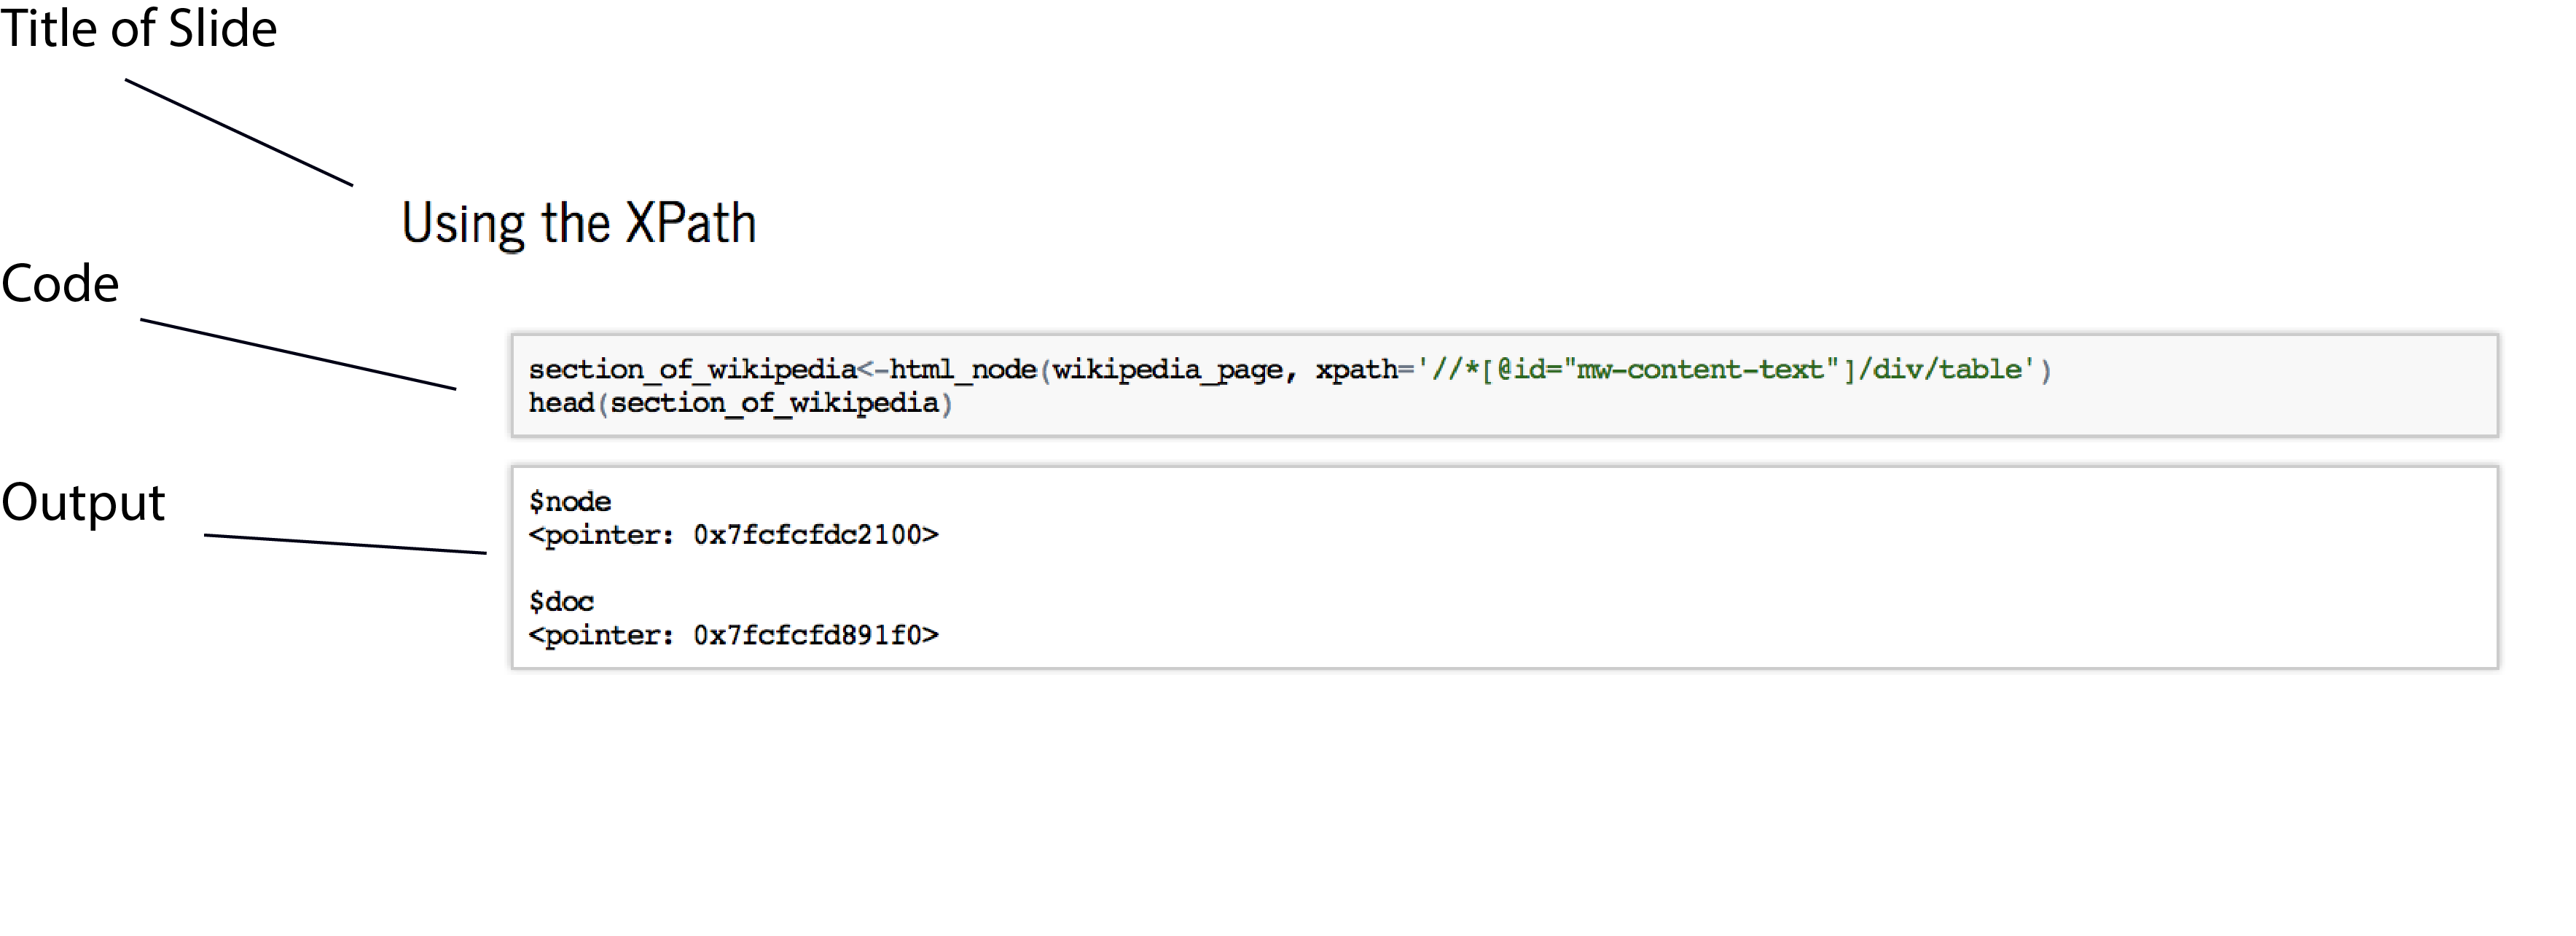 Title of Slide
Using the XPath
Code
section_of_wikipedia<-html_node(wikipedia_page, xpath='//*[@id="mw-content-text"]/div/table')
head(section_of_wikipedia)
Output
$node
<pointer: 0x7fcfcfdc2100>
$doc
<pointer: 0x7fcfcfd891f0>